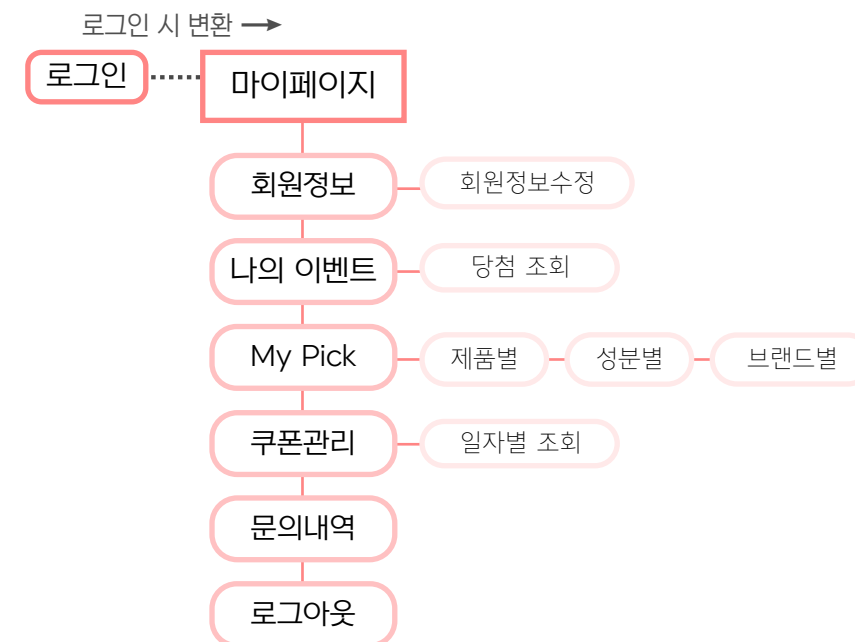 로그인 시 변환
로그인
마이페이지
회원정보
회원정보수정
나의 이벤트
당첨 조회
My Pick
제품별
성분별
브랜드별
쿠폰관리
일자별 조회
문의내역
로그아웃